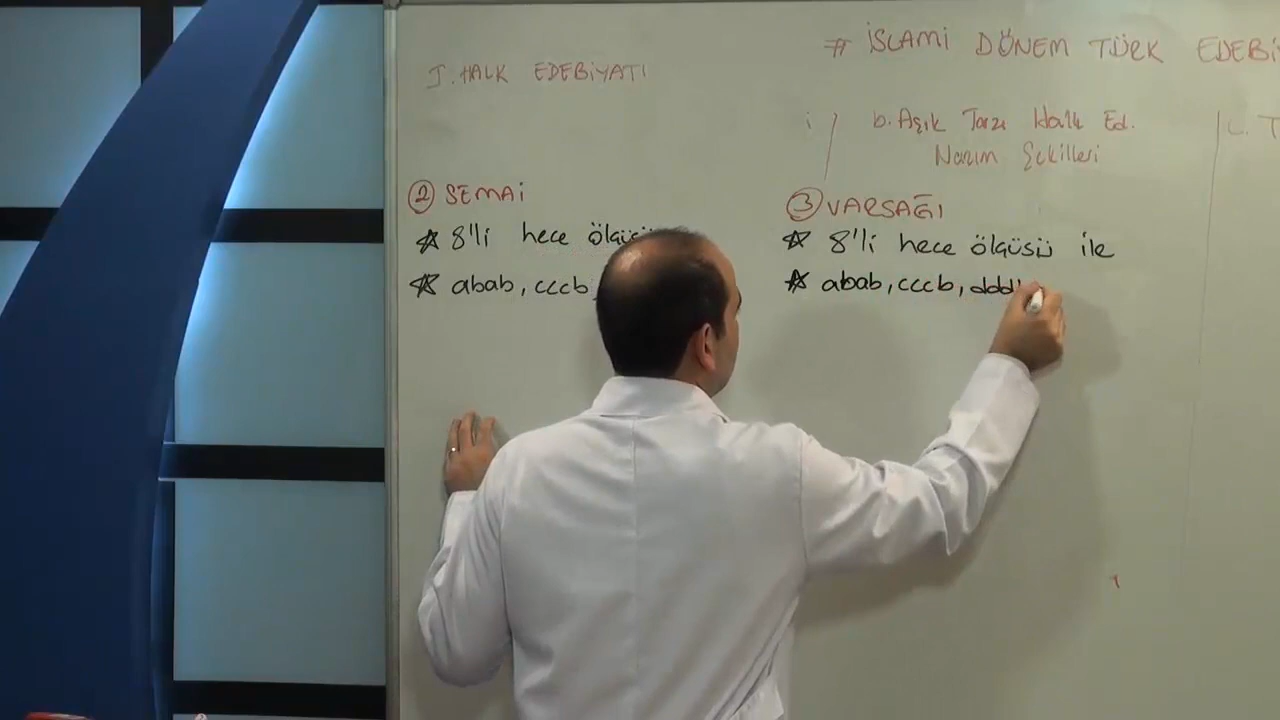 # İSLAMİ DÖNEM TÜRK EDEBİ
I. HALK EDEBİYATI
b. Aşık Tarzı Halk Ed.
Nazım Şekilleri
② SEMAİ
☆ 8'li hece ölçüsü
☆ abab, cccb,
③ VARSAĞI
☆ 8'li hece ölçüsü ile
☆ abab, cccb, ddd